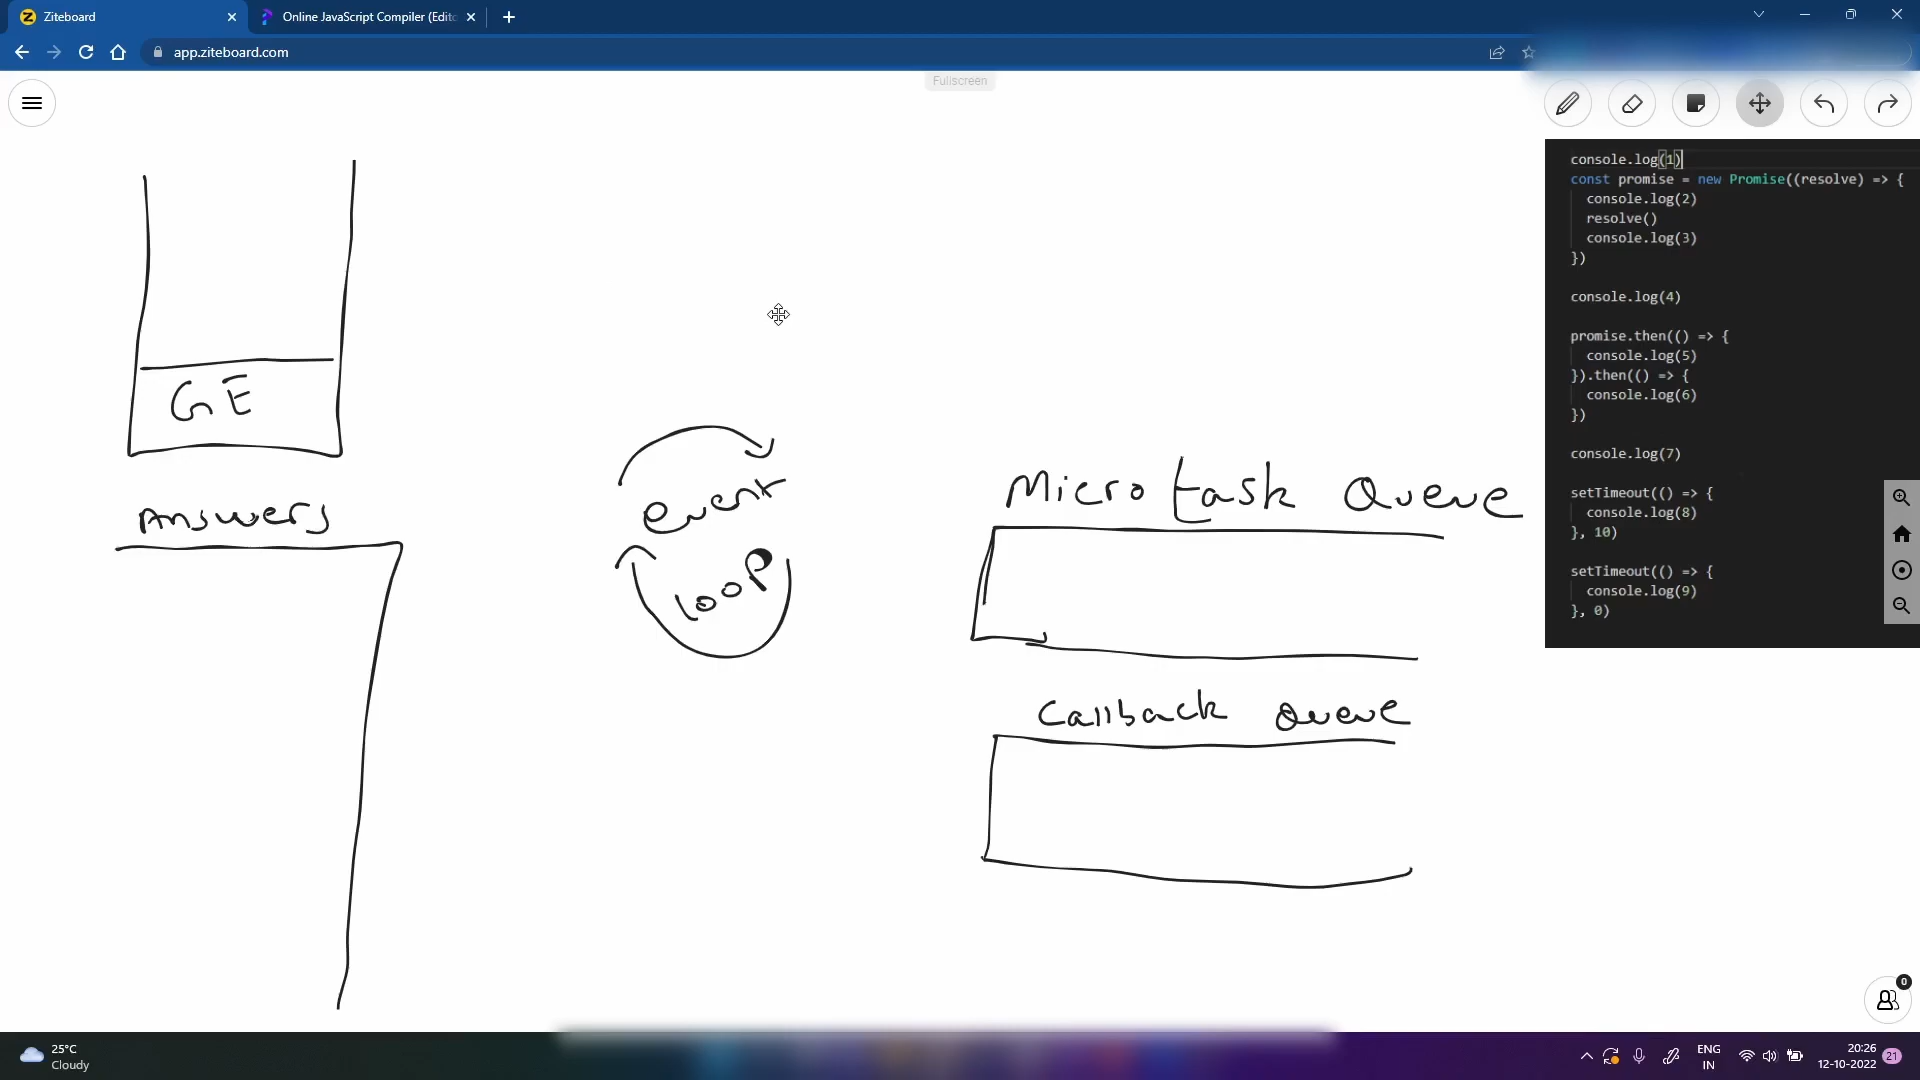 Ziteboard
Online JavaScript Compiler (Edito
app.ziteboard.com
Fullscreen
console.log(1)
const promise = new Promise((resolve) => {
console.log(2)
resolve()
console.log(3)
})
console.log(4)
promise.then(() => {
console.log(5)
}).then(() => {
console.log(6)
})
console.log(7)
setTimeout(() => {
console.log(8)
}, 10)
setTimeout(() => {
console.log(9)
}, 0)
GE
Answers
event
loop
Micro task Queue
Callback Queue
0
25°C
Cloudy
ENG
IN
20:26
12-10-2022
21